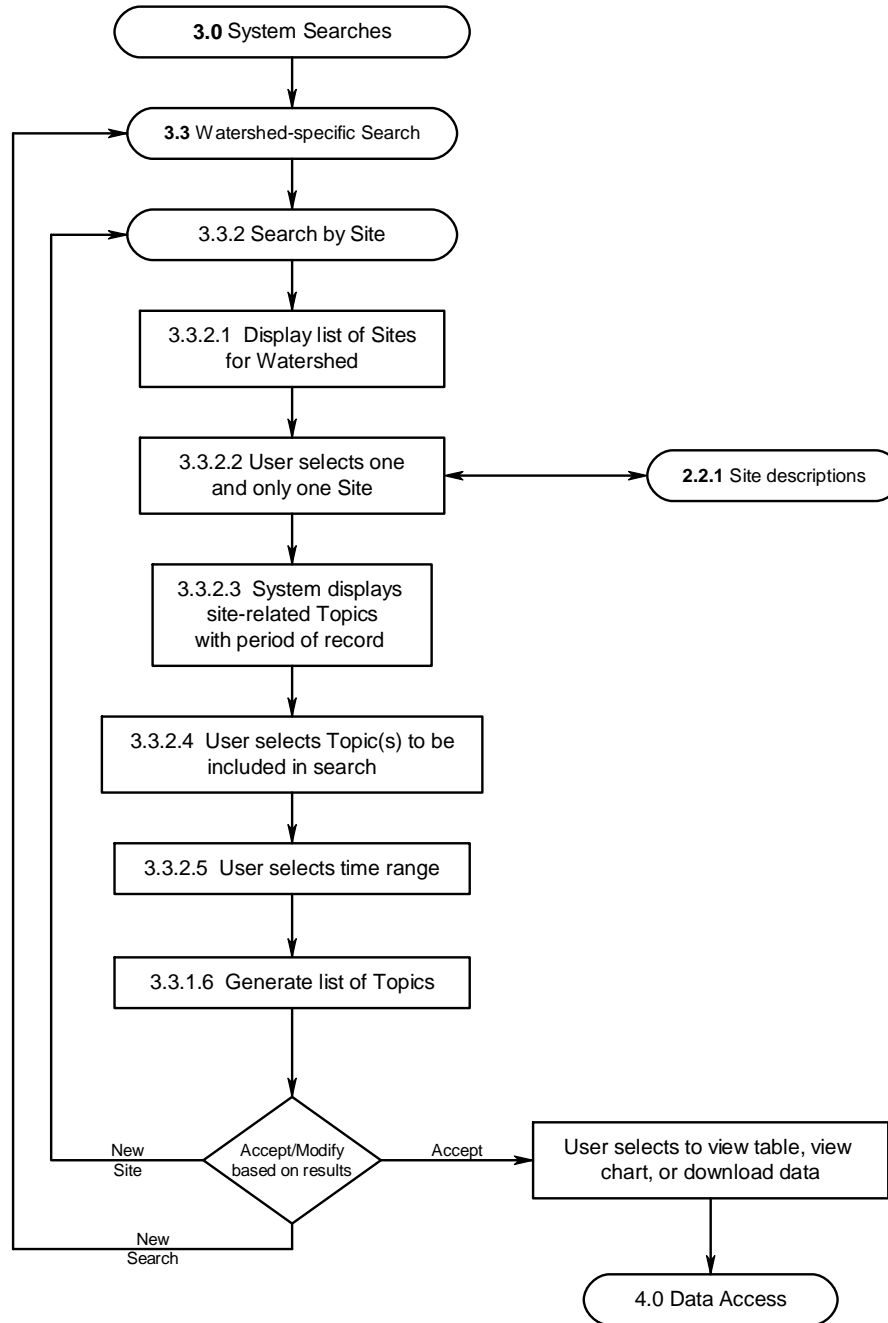 3.0 System Searches
3.3 Watershed-specific Search
3.3.2 Search by Site
3.3.2.1 Display list of Sites
for Watershed
3.3.2.2 User selects one
and only one Site
2.2.1 Site descriptions
3.3.2.3 System displays
site-related Topics
with period of record
3.3.2.4 User selects Topic(s) to be
included in search
3.3.2.5 User selects time range
3.3.1.6 Generate list of Topics
New
Site
Accept/Modify
based on results
Accept
User selects to view table, view
chart, or download data
New
Search
4.0 Data Access